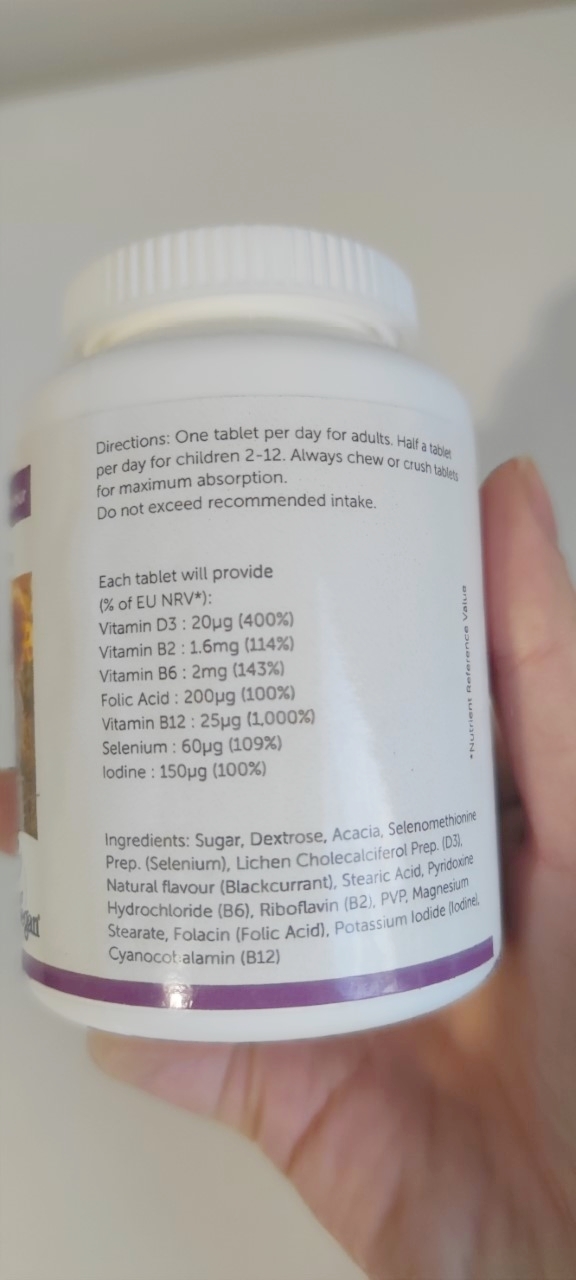 Directions: One tablet per day for adults. Half a tablet
per day for children 2-12. Always chew or crush tablets
for maximum absorption.
Do not exceed recommended intake.
Each tablet will provide
(% of EU NRV*):
Vitamin D3 : 20µg (400%)
Vitamin B2 : 1.6mg (114%)
Vitamin B6 : 2mg (143%)
Folic Acid : 200µg (100%)
Vitamin B12 : 25µg (1,000%)
Selenium : 60µg (109%)
Iodine : 150µg (100%)
*Nutrient Reference Value
Ingredients: Sugar, Dextrose, Acacia, Selenomethionine
Prep. (Selenium), Lichen Cholecalciferol Prep. (D3),
Natural flavour (Blackcurrant), Stearic Acid, Pyridoxine
Hydrochloride (B6), Riboflavin (B2), PVP, Magnesium
Stearate, Folacin (Folic Acid), Potassium Iodide (Iodine),
Cyanocobalamin (B12)